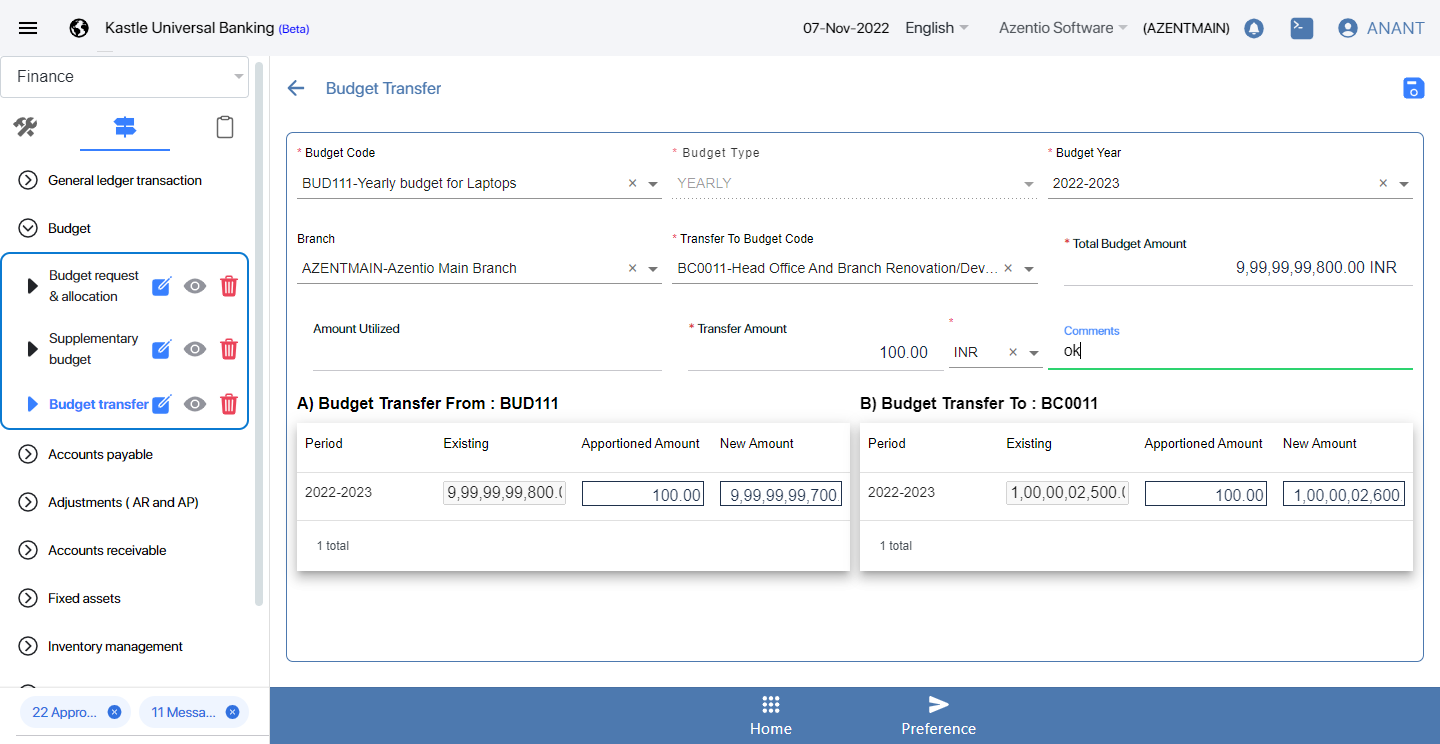 Kastle Universal Banking (Beta)
07-Nov-2022
English
Azentio Software
(AZENTMAIN)
ANANT
Finance
General ledger transaction
Budget
Budget request
& allocation
Supplementary
budget
Budget transfer
Accounts payable
Adjustments ( AR and AP)
Accounts receivable
Fixed assets
Inventory management
22 Appro...
11 Messa...
Budget Transfer
* Budget Code
BUD111-Yearly budget for Laptops
* Budget Type
YEARLY
* Budget Year
2022-2023
Branch
AZENTMAIN-Azentio Main Branch
* Transfer To Budget Code
BC0011-Head Office And Branch Renovation/Dev...
* Total Budget Amount
9,99,99,99,800.00 INR
Amount Utilized
* Transfer Amount
100.00
*
INR
Comments
ok
A) Budget Transfer From : BUD111
Period Existing Apportioned Amount New Amount
2022-2023 9,99,99,99,800.0 100.00 9,99,99,99,700
1 total
B) Budget Transfer To : BC0011
Period Existing Apportioned Amount New Amount
2022-2023 1,00,00,02,500.0 100.00 1,00,00,02,600.
1 total
Home
Preference